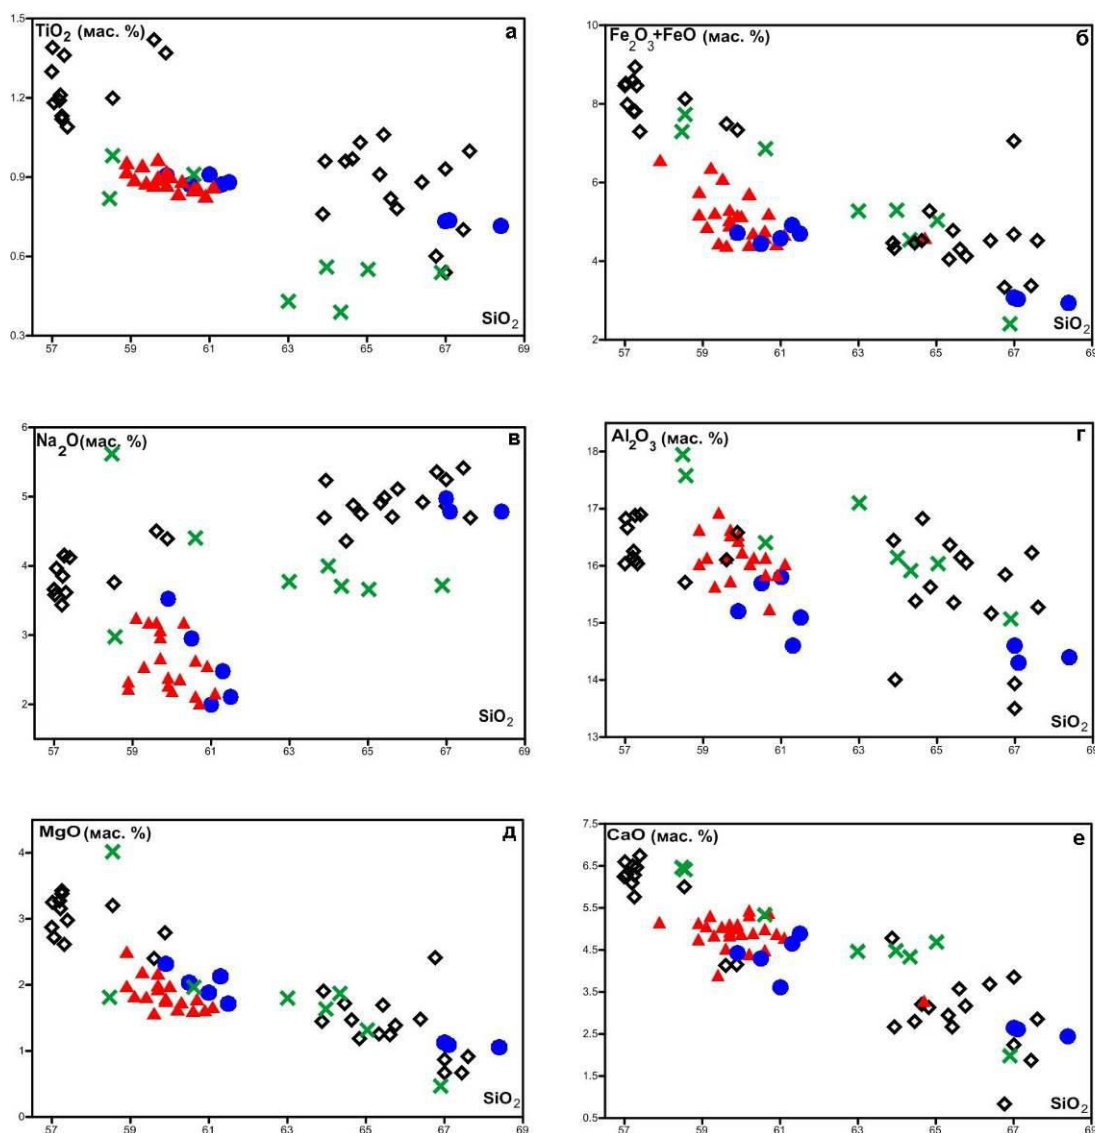 TiO2 (мас. %) а
1.5
1.2
0.9
0.6
0.3
SiO2
57 59 61 63 65 67 69
Fe2O3+FeO (мас. %) б
10
8
6
4
2
SiO2
57 59 61 63 65 67 69
Na2O (мас. %) в
6
5
4
3
2
SiO2
57 59 61 63 65 67 69
Al2O3 (мас. %) г
18
17
16
15
14
13
SiO2
57 59 61 63 65 67 69
MgO (мас. %) д
4
3
2
1
0
SiO2
57 59 61 63 65 67 69
CaO (мас. %) е
7.5
6.5
5.5
4.5
3.5
2.5
1.5
0.5
SiO2
57 59 61 63 65 67 69